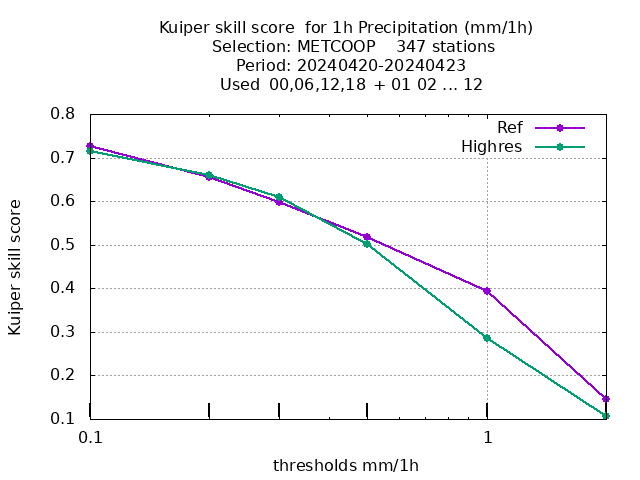 Kuiper skill score  for 1h Precipitation (mm/1h)
Selection: METCOOP    347 stations
Period: 20240420-20240423
Used  00,06,12,18  + 01 02 ... 12
Ref
Highres
Kuiper skill score
0.8
0.7
0.6
0.5
0.4
0.3
0.2
0.1
0.1
1
thresholds mm/1h